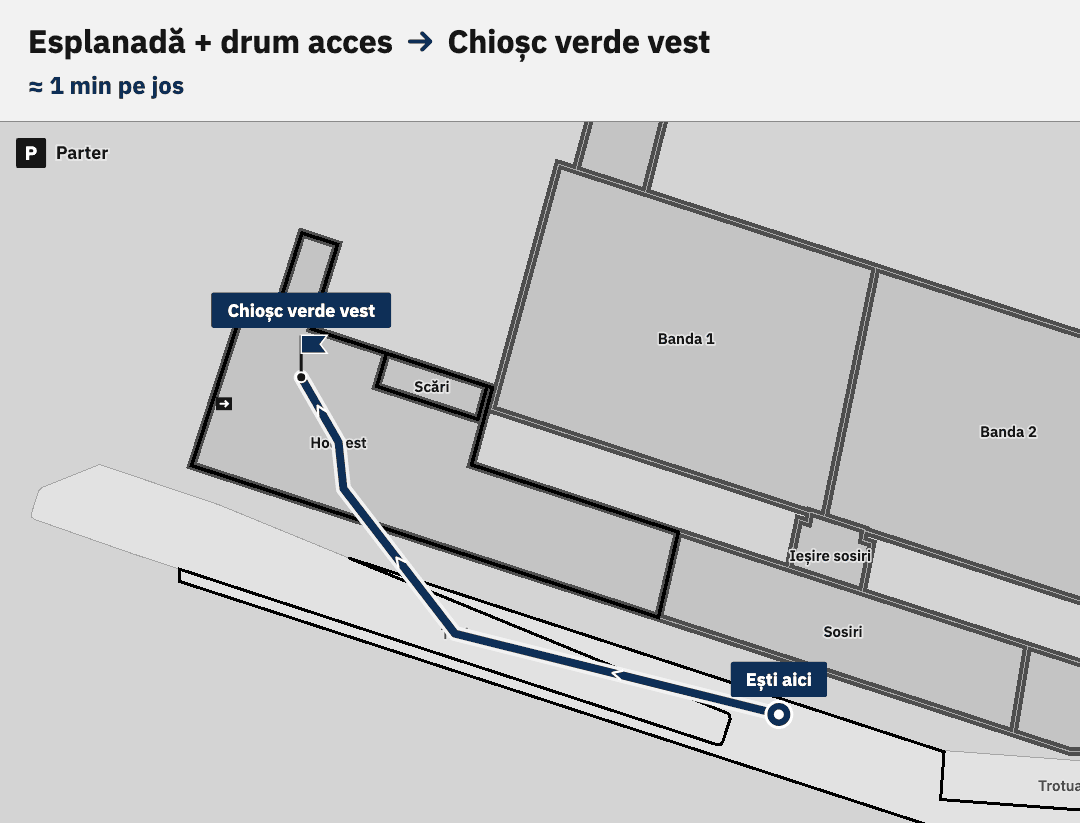 Esplanadă + drum acces → Chioșc verde vest
≈ 1 min pe jos
P Parter
Chioșc verde vest
Banda 1
Scări
Banda 2
Ieșire sosiri
Sosiri
Ești aici